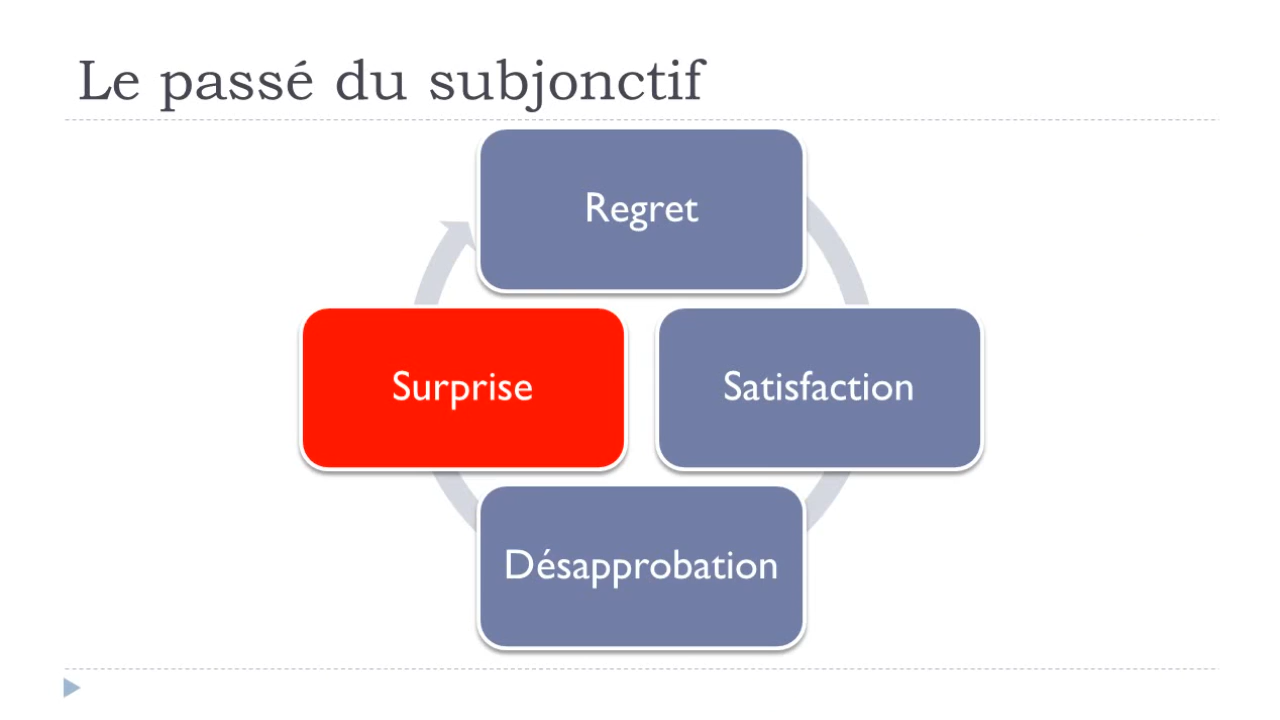 Le passé du subjonctif
Regret
Surprise
Satisfaction
Désapprobation